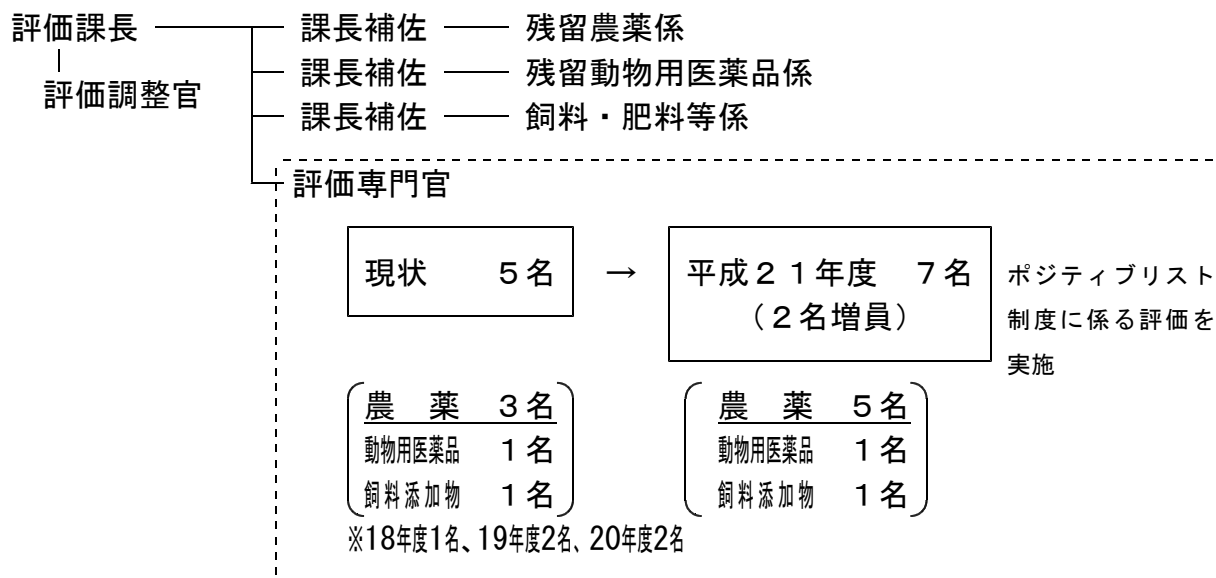 評価課長 課長補佐 残留農薬係
課長補佐 残留動物用医薬品係
評価調整官
課長補佐 飼料・肥料等係
評価専門官
現状 5名 → 平成21年度 7名
(2名増員)
ポジティブリスト
制度に係る評価を
実施
農薬 3名
動物用医薬品 1名
飼料添加物 1名
農薬 5名
動物用医薬品 1名
飼料添加物 1名
※18年度1名、19年度2名、20年度2名